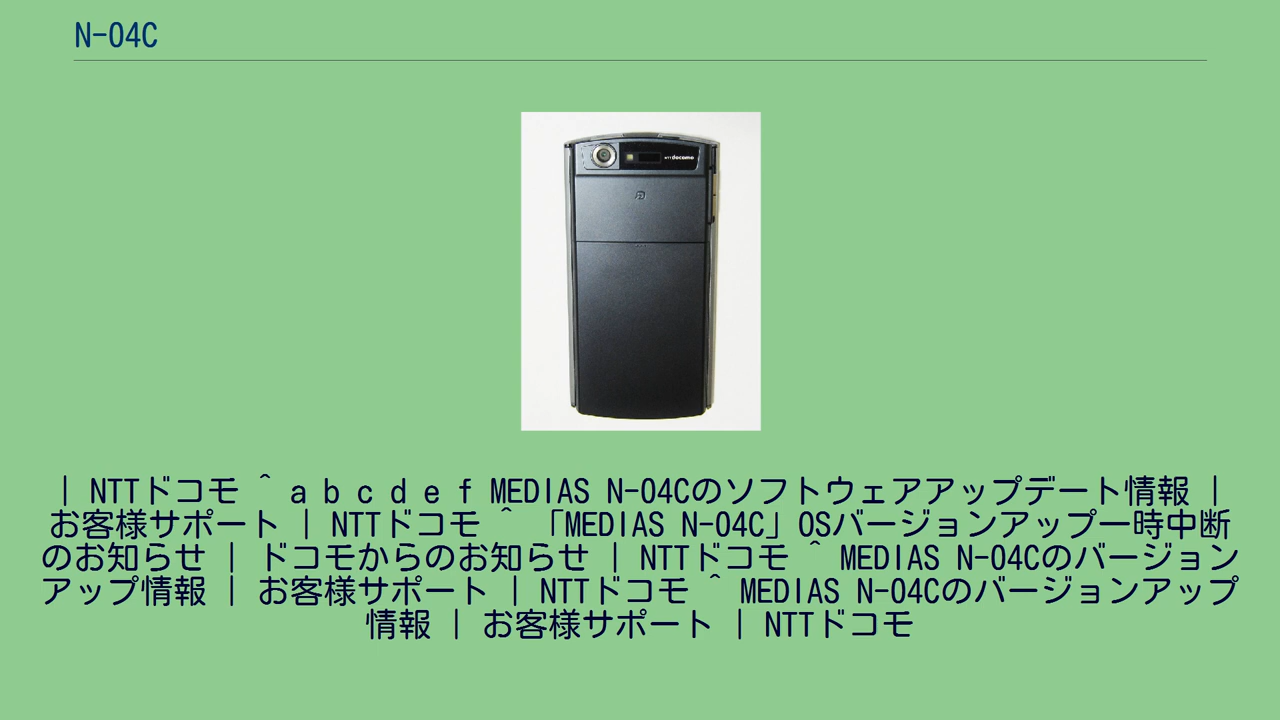 N-04C
NTT docomo
| NTTドコモ ^ a b c d e f MEDIAS N-04Cのソフトウェアアップデート情報 |
お客様サポート | NTTドコモ ^ 「MEDIAS N-04C」OSバージョンアップ一時中断
のお知らせ | ドコモからのお知らせ | NTTドコモ ^ MEDIAS N-04Cのバージョン
アップ情報 | お客様サポート | NTTドコモ ^ MEDIAS N-04Cのバージョンアップ
情報 | お客様サポート | NTTドコモ